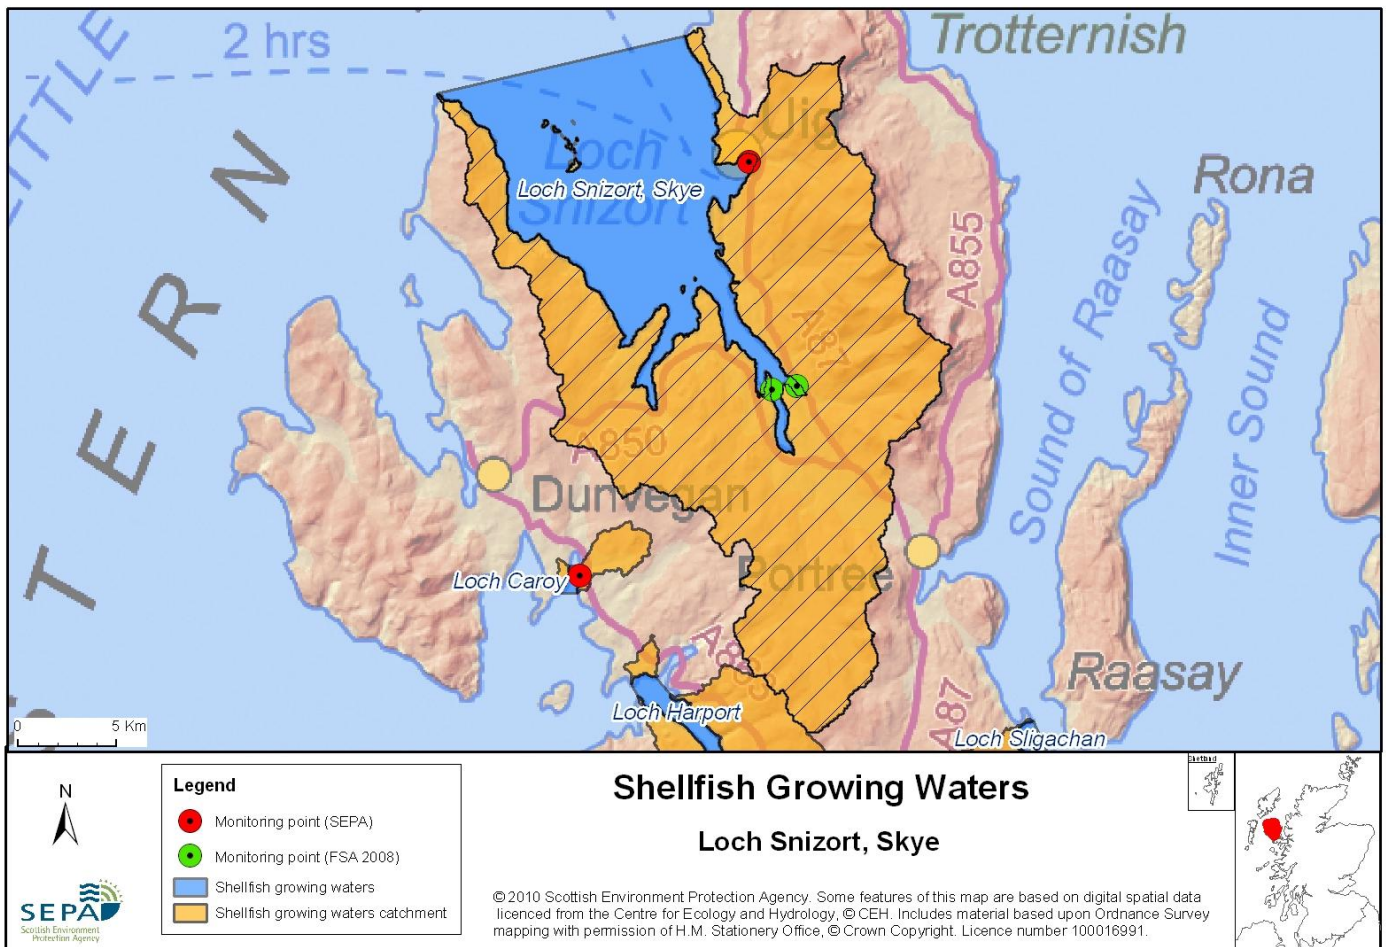 2 hrs
LITTLE
Trotternish
Uig
Loch
Snizort
Loch Snizort, Skye
Rona
N
R
E
T
S
A855
Sound of Raasay
Inner Sound
A87
A850
Dunvegan
Portree
Loch Caroy
A863
Raasay
Loch Harport
A87
Loch Sligachan
0 5 Km
N
SEPA
Scottish Environment
Protection Agency
Legend
Monitoring point (SEPA)
Monitoring point (FSA 2008)
Shellfish growing waters
Shellfish growing waters catchment
Shellfish Growing Waters
Loch Snizort, Skye
© 2010 Scottish Environment Protection Agency. Some features of this map are based on digital spatial data
licenced from the Centre for Ecology and Hydrology, © CEH. Includes material based upon Ordnance Survey
mapping with permission of H.M. Stationery Office, © Crown Copyright. Licence number 100016991.
Shetland